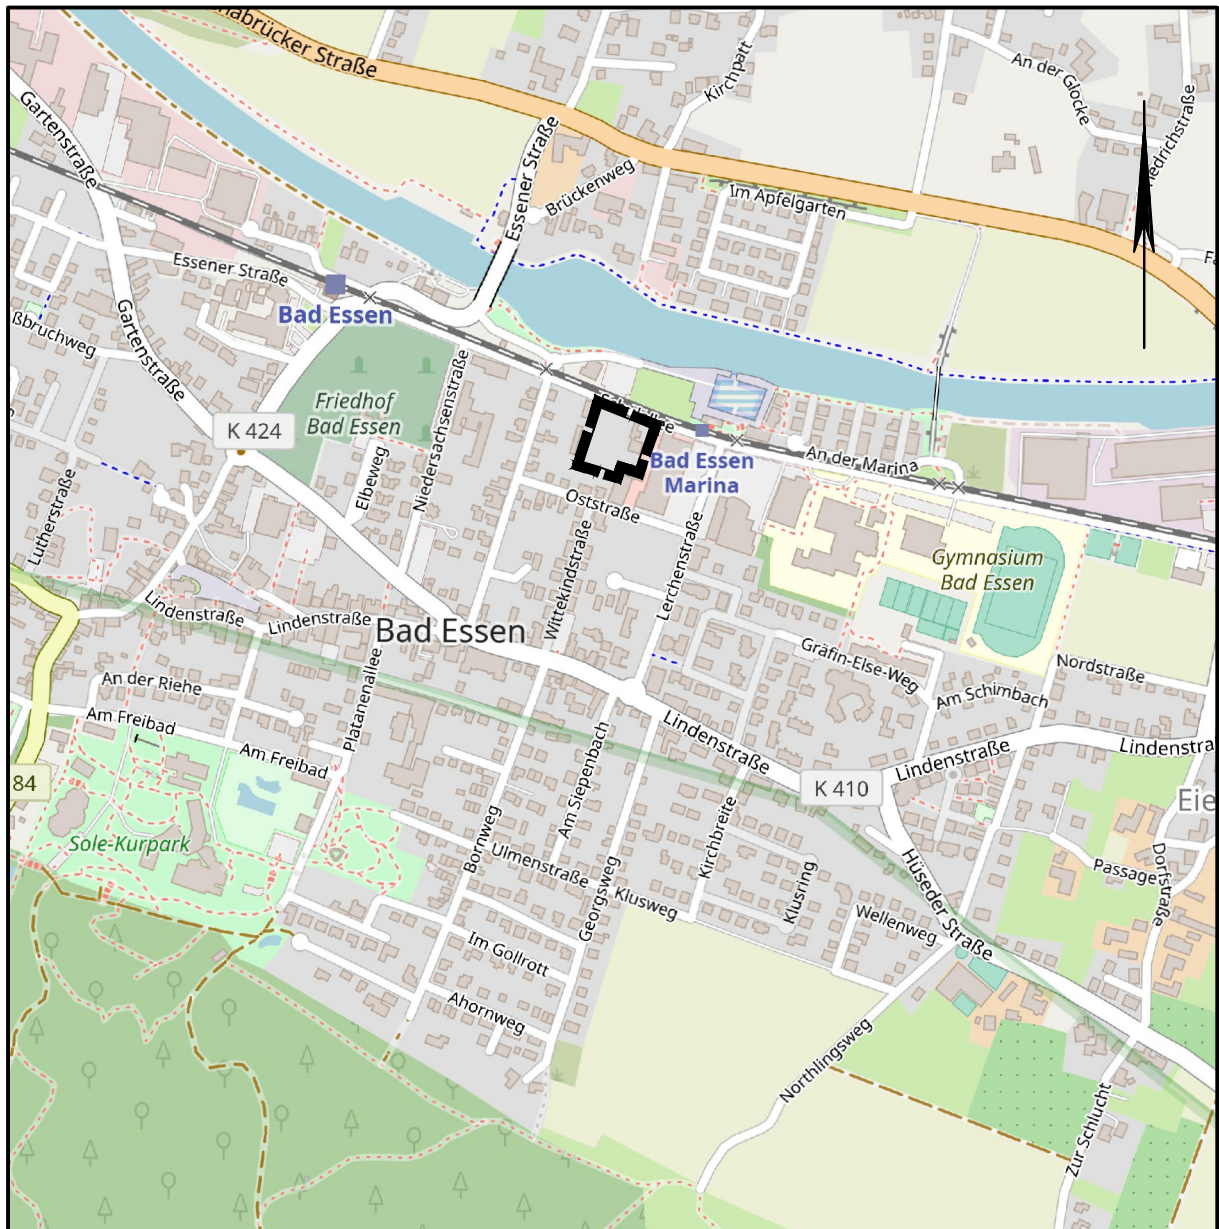 Osnabrücker Straße
Kirchpatt
An der Glocke
Friedrichstraße
Gartenstraße
Essener Straße
Brückenweg
Im Apfelgarten
Essener Straße
Bad Essen
Gartenstraße
ßbruchweg
Friedhof
Bad Essen
K 424
Niedersachsenstraße
Elbeweg
Bad Essen
Marina
An der Marina
Oststraße
Lutherstraße
Wittekindstraße
Lerchenstraße
Gymnasium
Bad Essen
Lindenstraße
Lindenstraße
Bad Essen
Gräfin-Else-Weg
Nordstraße
An der Riehe
Am Schimbach
Am Freibad
Platanenallee
Am Freibad
Am Siepenbach
Lindenstraße
Lindenstraße
Lindenstra
84
K 410
Eie
Sole-Kurpark
Bornweg
Ulmenstraße
Georgsweg
Klusweg
Kirchbreite
Klusring
Hüseder Straße
Passage
Dorfstraße
Wellenweg
Im Gollrott
Ahornweg
Northlingsweg
Zur Schlucht